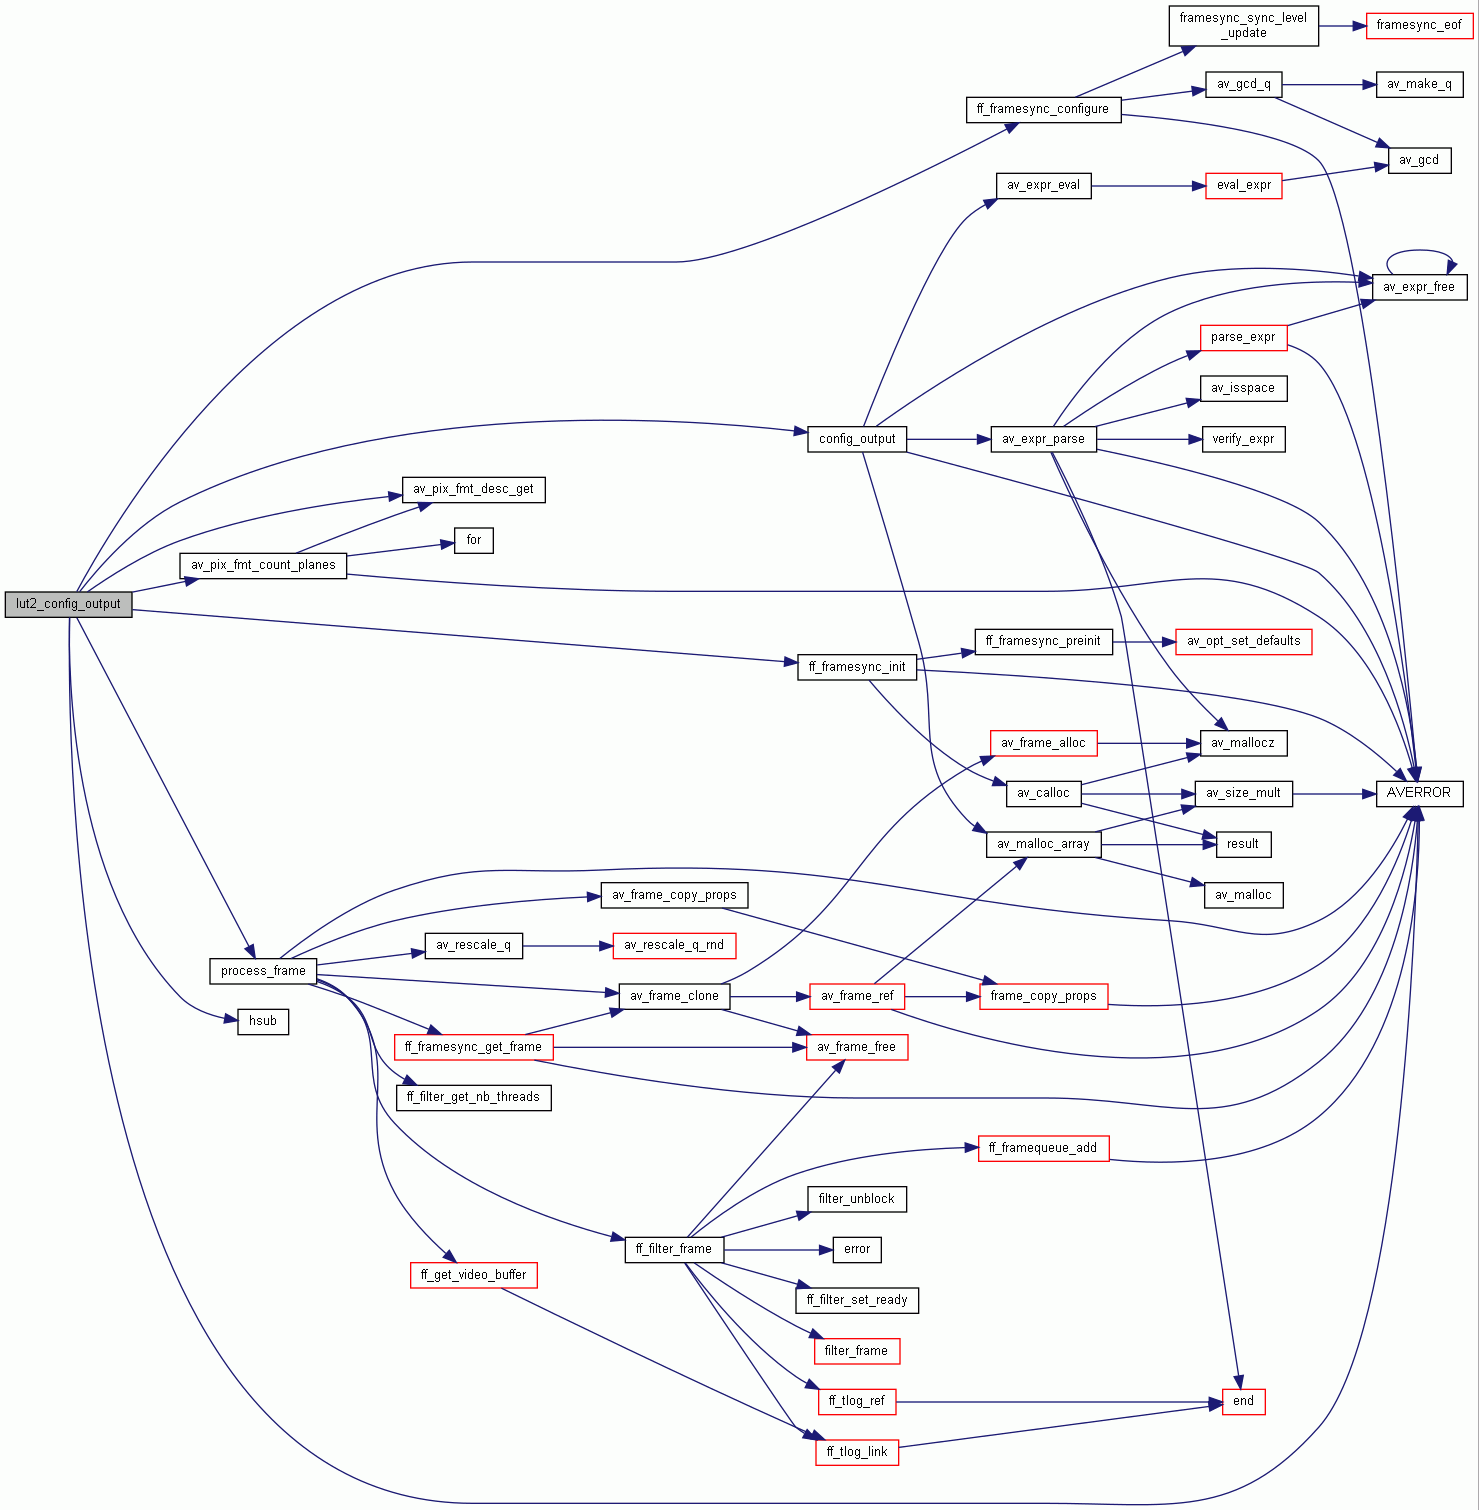 framesync_sync_level
_update
framesync_eof
av_gcd_q
av_make_q
ff_framesync_configure
av_gcd
av_expr_eval
eval_expr
av_expr_free
parse_expr
av_isspace
config_output
av_expr_parse
verify_expr
av_pix_fmt_desc_get
for
av_pix_fmt_count_planes
lut2_config_output
ff_framesync_preinit
av_opt_set_defaults
ff_framesync_init
av_frame_alloc
av_mallocz
av_calloc
av_size_mult
AVERROR
av_malloc_array
result
av_frame_copy_props
av_malloc
av_rescale_q
av_rescale_q_rnd
process_frame
av_frame_clone
av_frame_ref
frame_copy_props
hsub
ff_framesync_get_frame
av_frame_free
ff_filter_get_nb_threads
ff_framequeue_add
filter_unblock
ff_filter_frame
error
ff_get_video_buffer
ff_filter_set_ready
filter_frame
ff_tlog_ref
end
ff_tlog_link